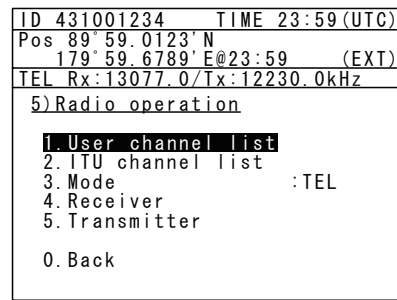 ID 431001234 TIME 23:59(UTC)
Pos 89°59.0123'N
179°59.6789'E@23:59 (EXT)
TEL Rx:13077.0/Tx:12230.0kHz
5)Radio operation
1.User channel list
2.ITU channel list
3.Mode :TEL
4.Receiver
5.Transmitter
0.Back